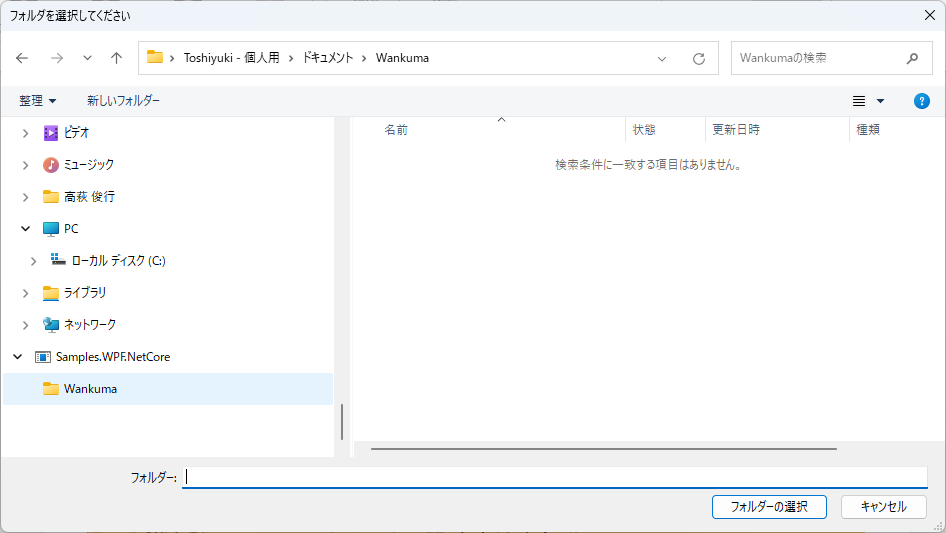 フォルダを選択してください
Toshiyuki - 個人用 › ドキュメント › Wankuma
Wankumaの検索
整理 新しいフォルダー
ビデオ
ミュージック
高萩 俊行
PC
ローカル ディスク (C:)
ライブラリ
ネットワーク
Samples.WPF.NetCore
Wankuma
名前 状態 更新日時 種類
検索条件に一致する項目はありません。
フォルダー:
フォルダーの選択 キャンセル